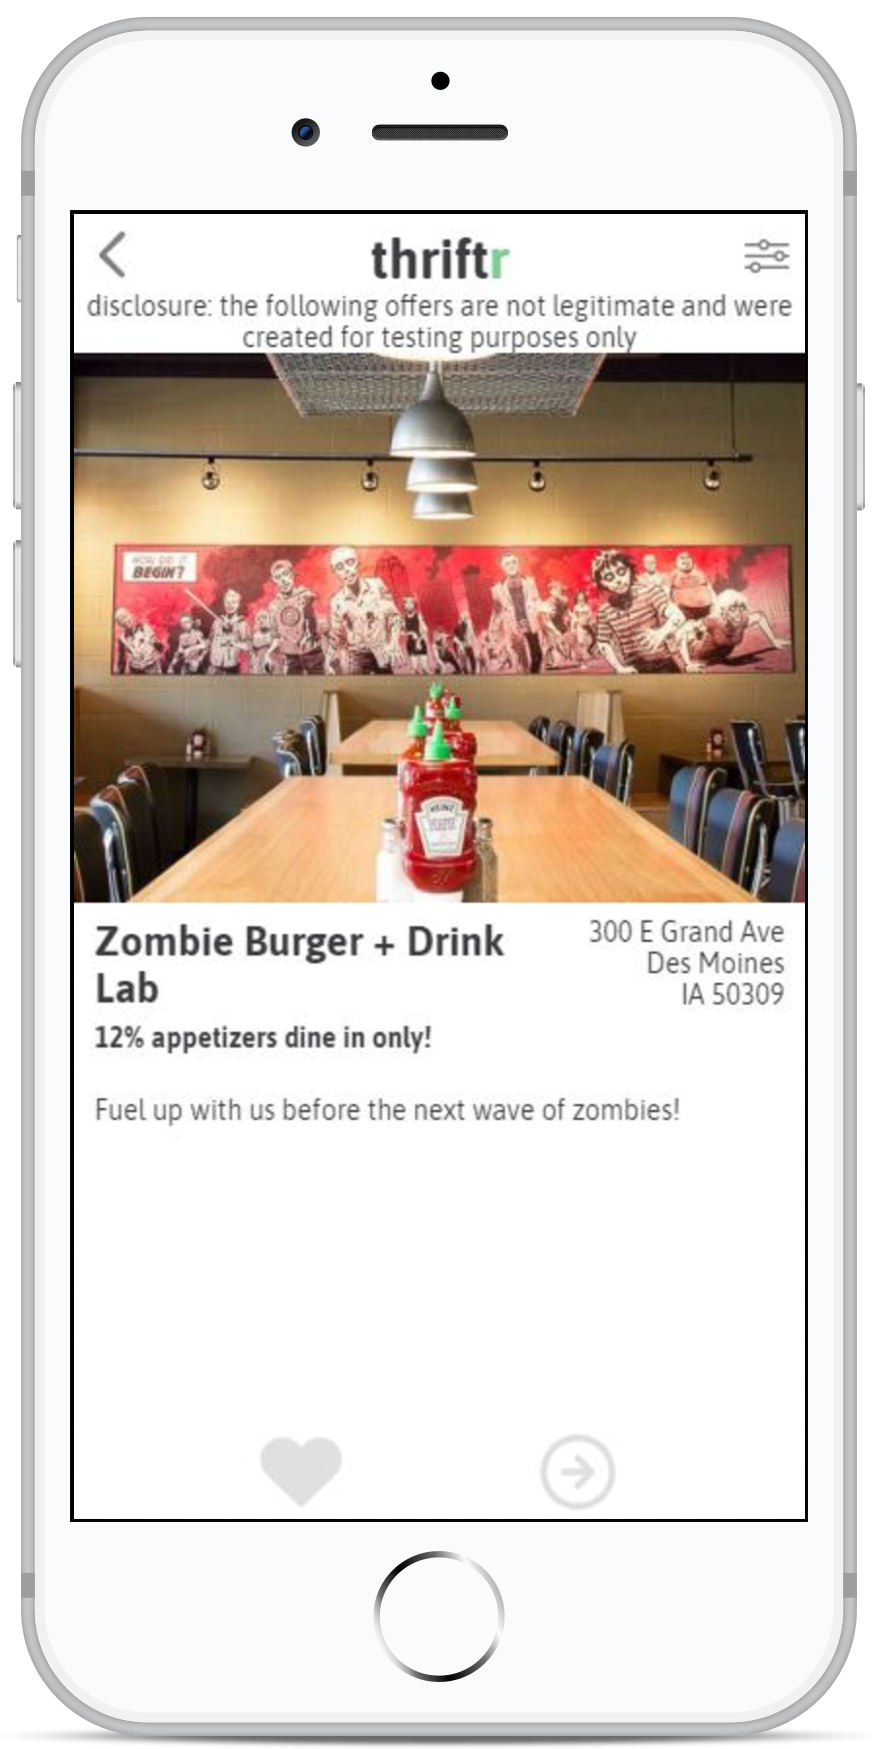 thriftr
disclosure: the following offers are not legitimate and were
created for testing purposes only
HOW DID IT
BEGIN?
HEINZ
Zombie Burger + Drink
Lab
300 E Grand Ave
Des Moines
IA 50309
12% appetizers dine in only!
Fuel up with us before the next wave of zombies!